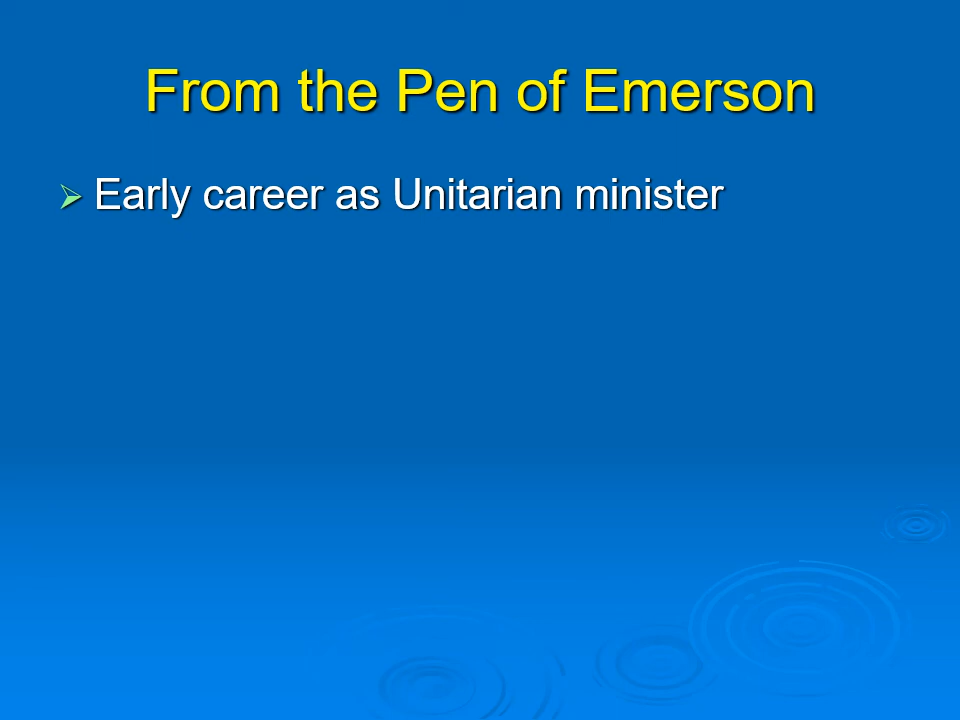 From the Pen of Emerson
Early career as Unitarian minister